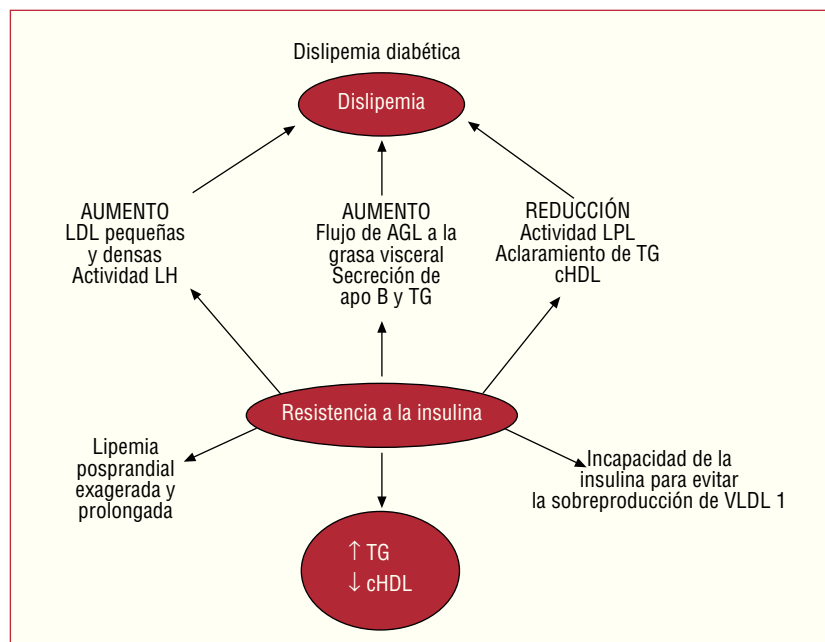 Dislipemia diabética
Dislipemia
AUMENTO
LDL pequeñas
y densas
Actividad LH
AUMENTO
Flujo de AGL a la
grasa visceral
Secreción de
apo B y TG
REDUCCIÓN
Actividad LPL
Aclaramiento de TG
cHDL
Resistencia a la insulina
Lipemia
posprandial
exagerada y
prolongada
Incapacidad de la
insulina para evitar
la sobreproducción de VLDL 1
↑ TG
↓ cHDL